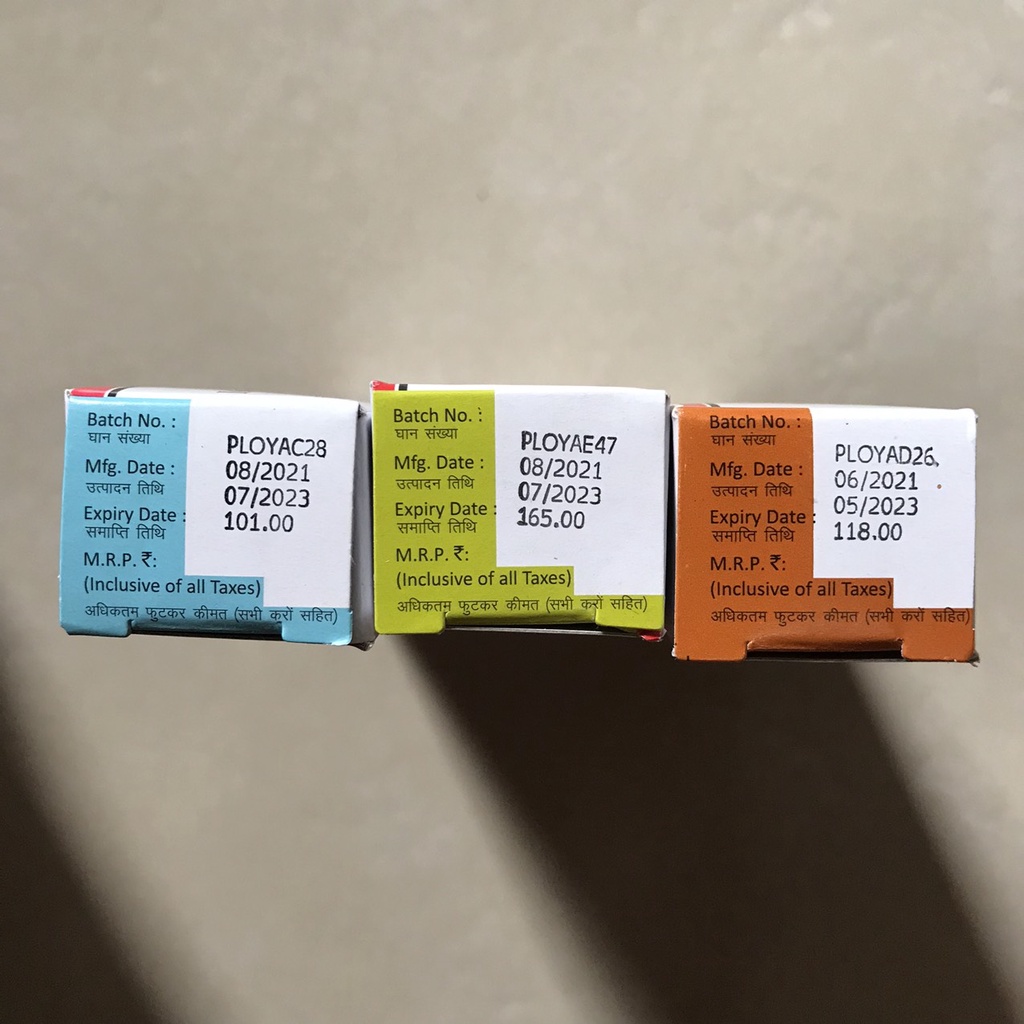 Batch No. :
घान संख्या
Mfg. Date :
उत्पादन तिथि
Expiry Date :
समाप्ति तिथि
M.R.P. ₹:
(Inclusive of all Taxes)
अधिकतम फुटकर कीमत (सभी करों सहित)
PLOYAC28
08/2021
07/2023
101.00
Batch No. :
घान संख्या
Mfg. Date :
उत्पादन तिथि
Expiry Date :
समाप्ति तिथि
M.R.P. ₹:
(Inclusive of all Taxes)
अधिकतम फुटकर कीमत (सभी करों सहित)
PLOYAE47
08/2021
07/2023
165.00
Batch No. :
घान संख्या
Mfg. Date :
उत्पादन तिथि
Expiry Date :
समाप्ति तिथि
M.R.P. ₹:
(Inclusive of all Taxes)
अधिकतम फुटकर कीमत (सभी करों सहित)
PLOYAD26
06/2021
05/2023
118.00